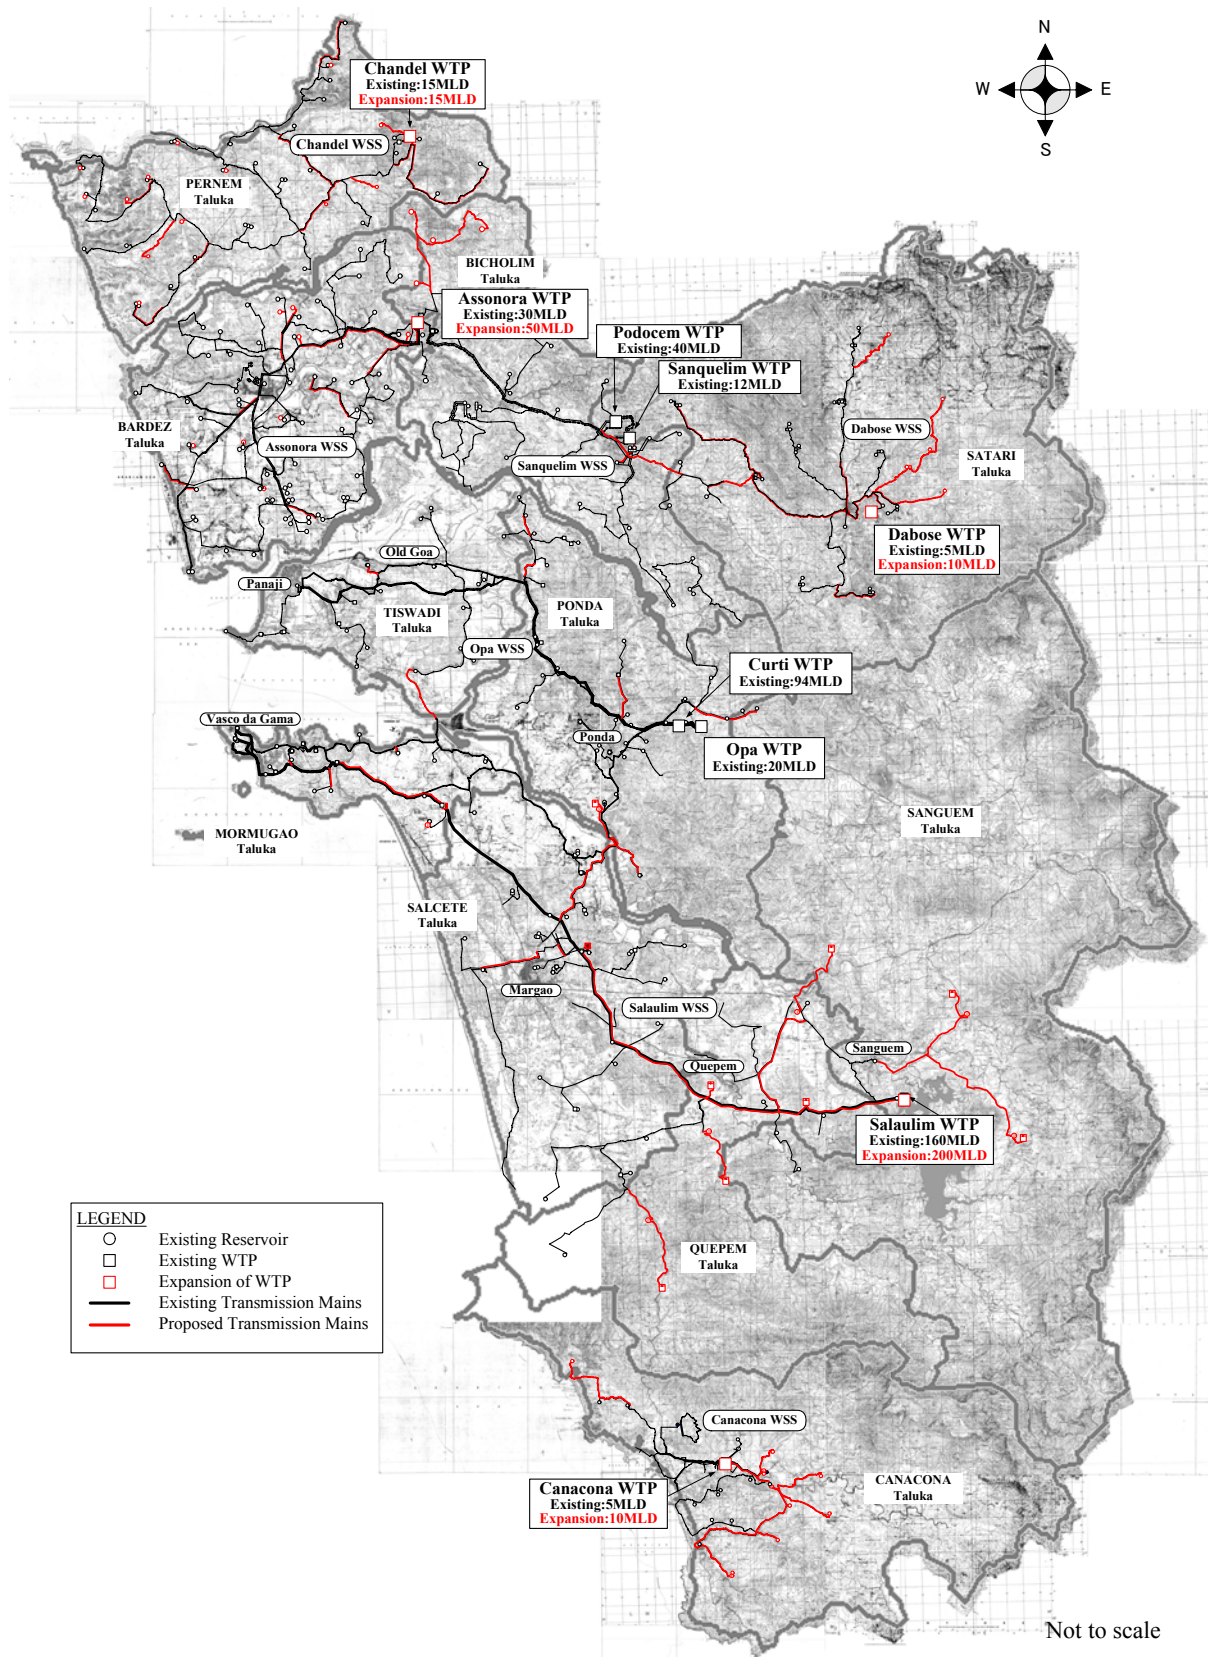 N
W
E
S
Chandel WTP
Existing:15MLD
Expansion:15MLD
Chandel WSS
PERNEM
Taluka
BICHOLIM
Taluka
Assonora WTP
Existing:30MLD
Expansion:50MLD
Podocem WTP
Existing:40MLD
Sanquelim WTP
Existing:12MLD
BARDEZ
Taluka
Assonora WSS
Sanquelim WSS
Dabose WSS
SATARI
Taluka
Dabose WTP
Existing:5MLD
Expansion:10MLD
Old Goa
Panaji
TISWADI
Taluka
PONDA
Taluka
Opa WSS
Curti WTP
Existing:94MLD
Vasco da Gama
Ponda
Opa WTP
Existing:20MLD
MORMUGAO
Taluka
SANGUEM
Taluka
SALCETE
Taluka
Margao
Salaulim WSS
Sanguem
Quepem
Salaulim WTP
Existing:160MLD
Expansion:200MLD
LEGEND
Existing Reservoir
Existing WTP
Expansion of WTP
Existing Transmission Mains
Proposed Transmission Mains
QUEPEM
Taluka
Canacona WSS
Canacona WTP
Existing:5MLD
Expansion:10MLD
CANACONA
Taluka
Not to scale